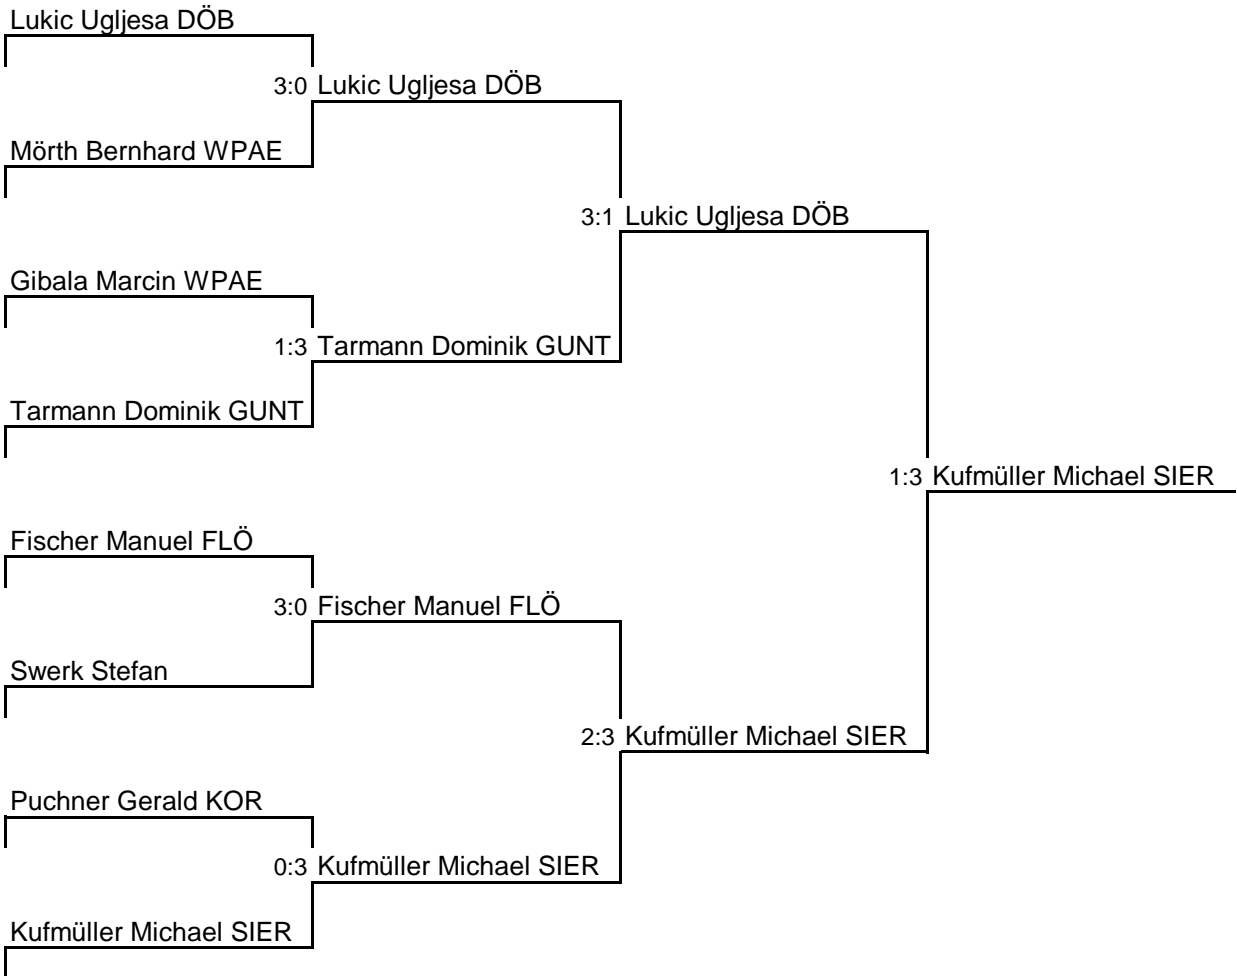 Lukic Ugljesa DÖB
3:0 Lukic Ugljesa DÖB
Mörth Bernhard WPAE
3:1 Lukic Ugljesa DÖB
Gibala Marcin WPAE
1:3 Tarmann Dominik GUNT
Tarmann Dominik GUNT
1:3 Kufmüller Michael SIER
Fischer Manuel FLÖ
3:0 Fischer Manuel FLÖ
Swerk Stefan
2:3 Kufmüller Michael SIER
Puchner Gerald KOR
0:3 Kufmüller Michael SIER
Kufmüller Michael SIER